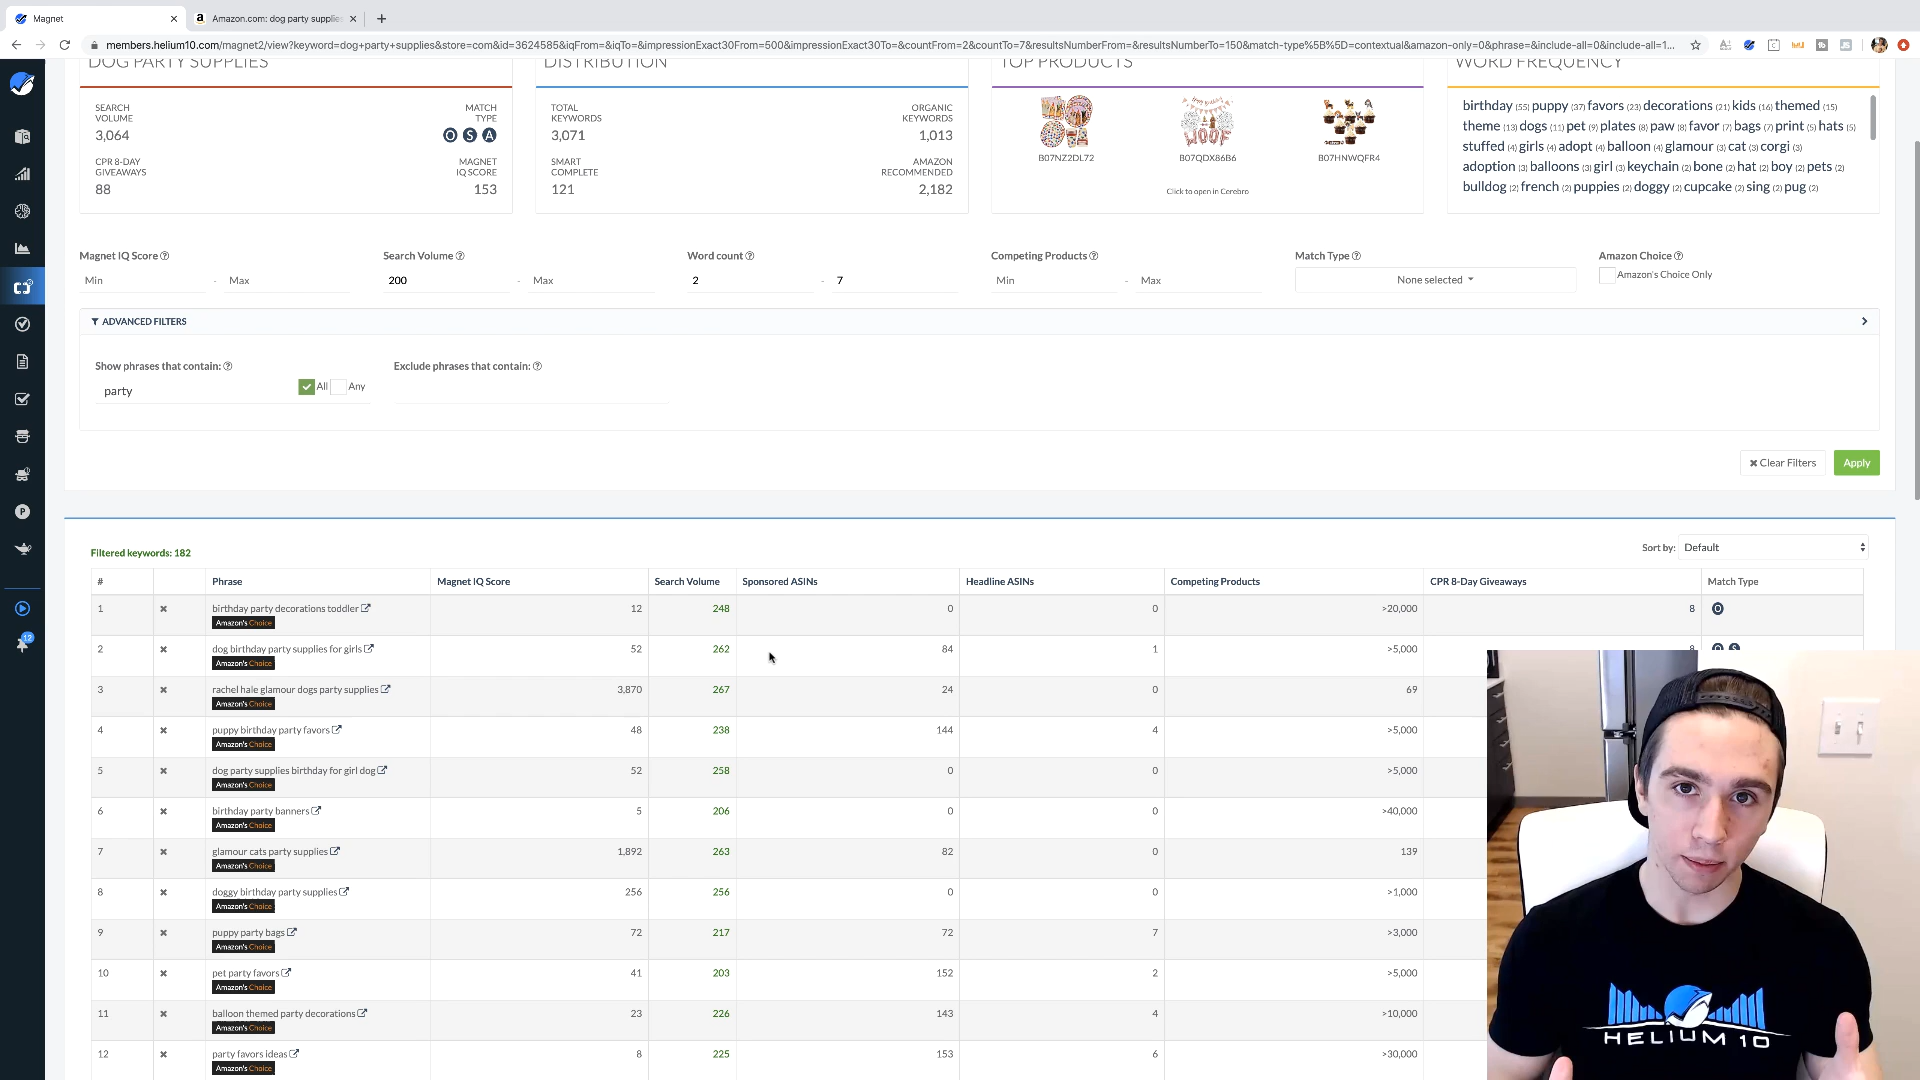 Magnet
Amazon.com: dog party supplies
members.helium10.com/magnet2/view?keyword=dog+party+supplies&store=com&id=3624585&iqFrom=&iqTo=&impressionExact30From=500&impressionExact30To=&countFrom=2&countTo=7&resultsNumberFrom=&resultsNumberTo=150&match-type%5B%5D=contextual&amazon-only=0&phrase=&include-all=0&include-all=1...
DOG PARTY SUPPLIES
SEARCH VOLUME
3,064
MATCH TYPE
O S A
CPR 8-DAY GIVEAWAYS
88
MAGNET IQ SCORE
153
DISTRIBUTION
TOTAL KEYWORDS
3,071
ORGANIC KEYWORDS
1,013
SMART COMPLETE
121
AMAZON RECOMMENDED
2,182
TOP PRODUCTS
B07NZ2DL72 B07QDX86B6 B07HNWQFR4
Click to open in Cerebro
WORD FREQUENCY
birthday (55) puppy (37) favors (23) decorations (21) kids (16) themed (15)
theme (13) dogs (11) pet (9) plates (8) paw (8) favor (7) bags (7) print (5) hats (5)
stuffed (4) girls (4) adopt (4) balloon (4) glamour (3) cat (3) corgi (3)
adoption (3) balloons (3) girl (3) keychain (2) bone (2) hat (2) boy (2) pets (2)
bulldog (2) french (2) puppies (2) doggy (2) cupcake (2) sing (2) pug (2)
Magnet IQ Score
Min - Max
Search Volume
200 - Max
Word count
2 - 7
Competing Products
Min - Max
Match Type
None selected
Amazon Choice
Amazon's Choice Only
ADVANCED FILTERS
Show phrases that contain:
party
All Any
Exclude phrases that contain:
Clear Filters Apply
Filtered keywords: 182
Sort by: Default
# Phrase Magnet IQ Score Search Volume Sponsored ASINs Headline ASINs Competing Products CPR 8-Day Giveaways Match Type
1 birthday party decorations toddler 12 248 0 0 >20,000 8 O
Amazon's Choice
2 dog birthday party supplies for girls 52 262 84 1 >5,000 8 O S
Amazon's Choice
3 rachel hale glamour dogs party supplies 3,870 267 24 0 69
Amazon's Choice
4 puppy birthday party favors 48 238 144 4 >5,000
Amazon's Choice
5 dog party supplies birthday for girl dog 52 258 0 0 >5,000
Amazon's Choice
6 birthday party banners 5 206 0 0 >40,000
Amazon's Choice
7 glamour cats party supplies 1,892 263 82 0 139
Amazon's Choice
8 doggy birthday party supplies 256 256 0 0 >1,000
Amazon's Choice
9 puppy party bags 72 217 72 7 >3,000
Amazon's Choice
10 pet party favors 41 203 152 2 >5,000
Amazon's Choice
11 balloon themed party decorations 23 226 143 4 >10,000
Amazon's Choice
12 party favors ideas 8 225 153 6 >30,000
Amazon's Choice
12
HELIUM 10